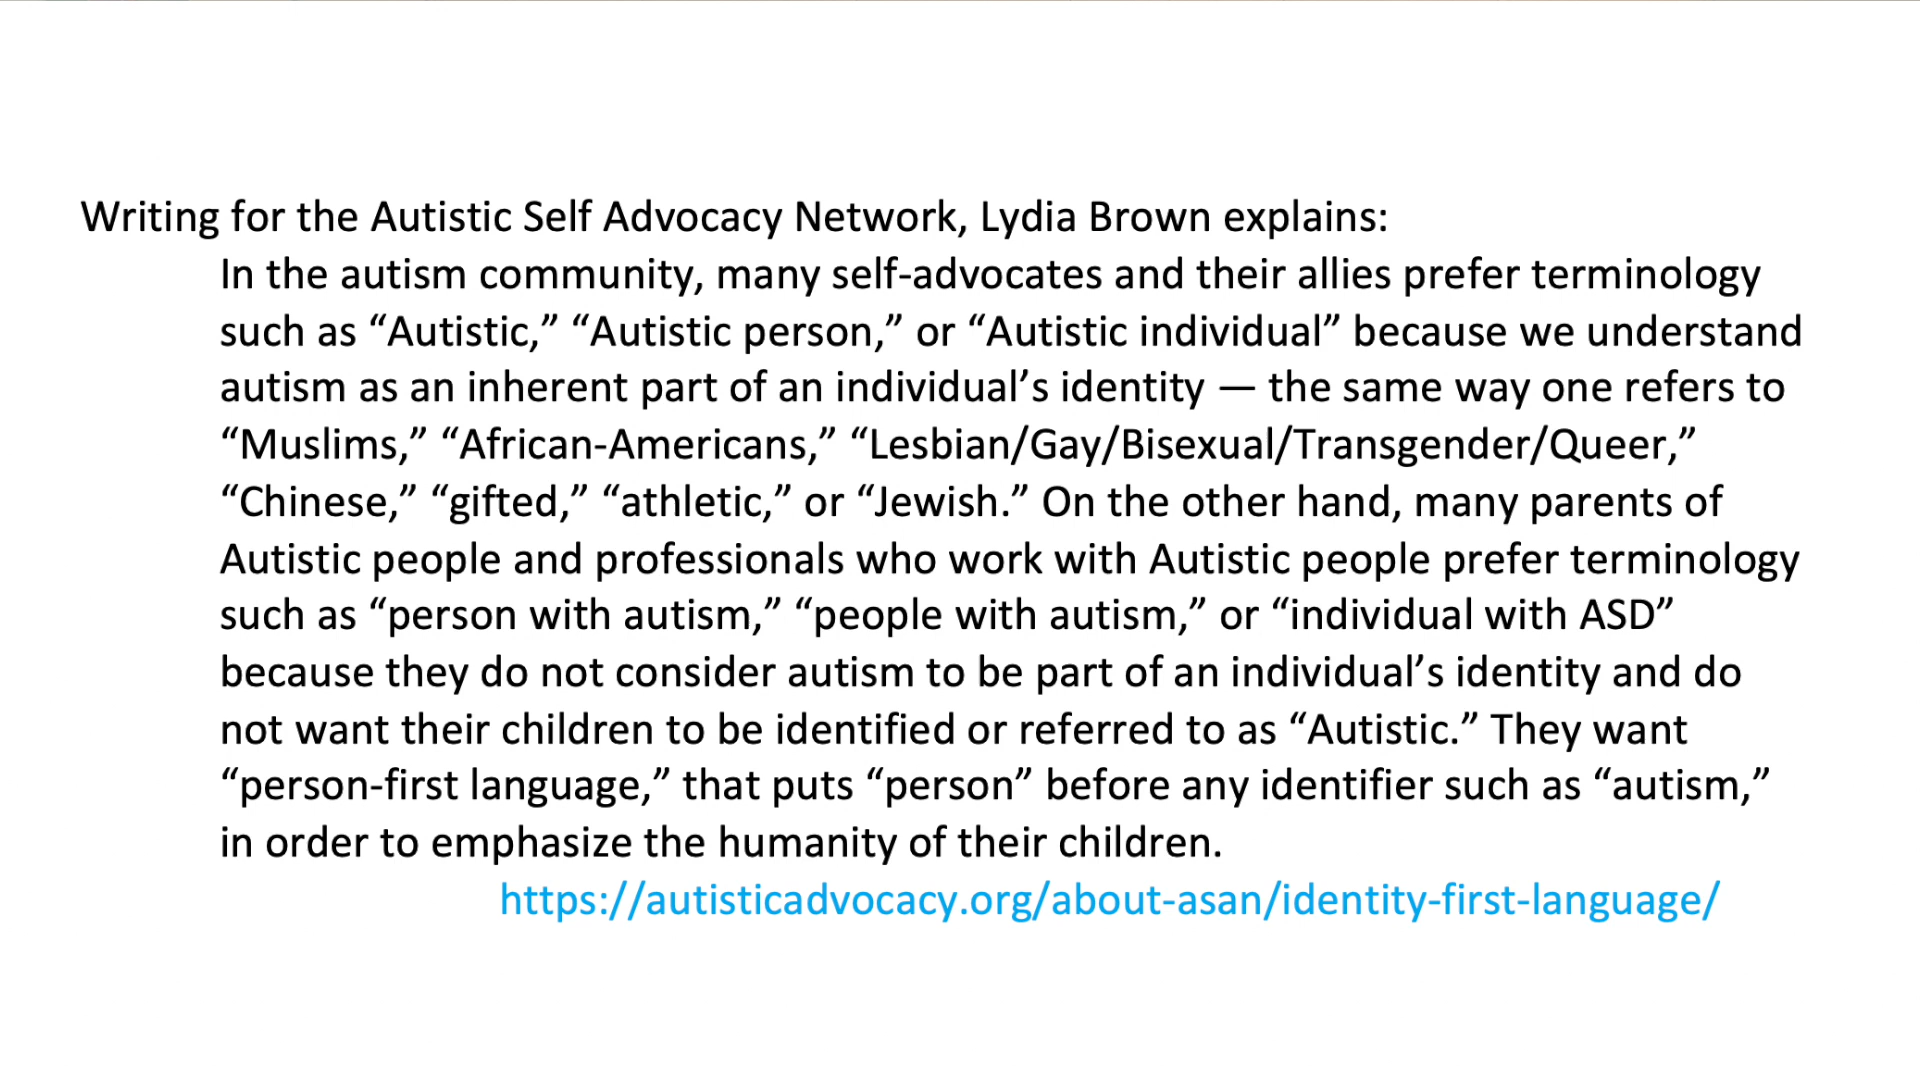 Writing for the Autistic Self Advocacy Network, Lydia Brown explains:
In the autism community, many self-advocates and their allies prefer terminology
such as “Autistic,” “Autistic person,” or “Autistic individual” because we understand
autism as an inherent part of an individual’s identity — the same way one refers to
“Muslims,” “African-Americans,” “Lesbian/Gay/Bisexual/Transgender/Queer,”
“Chinese,” “gifted,” “athletic,” or “Jewish.” On the other hand, many parents of
Autistic people and professionals who work with Autistic people prefer terminology
such as “person with autism,” “people with autism,” or “individual with ASD”
because they do not consider autism to be part of an individual’s identity and do
not want their children to be identified or referred to as “Autistic.” They want
“person-first language,” that puts “person” before any identifier such as “autism,”
in order to emphasize the humanity of their children.
https://autisticadvocacy.org/about-asan/identity-first-language/